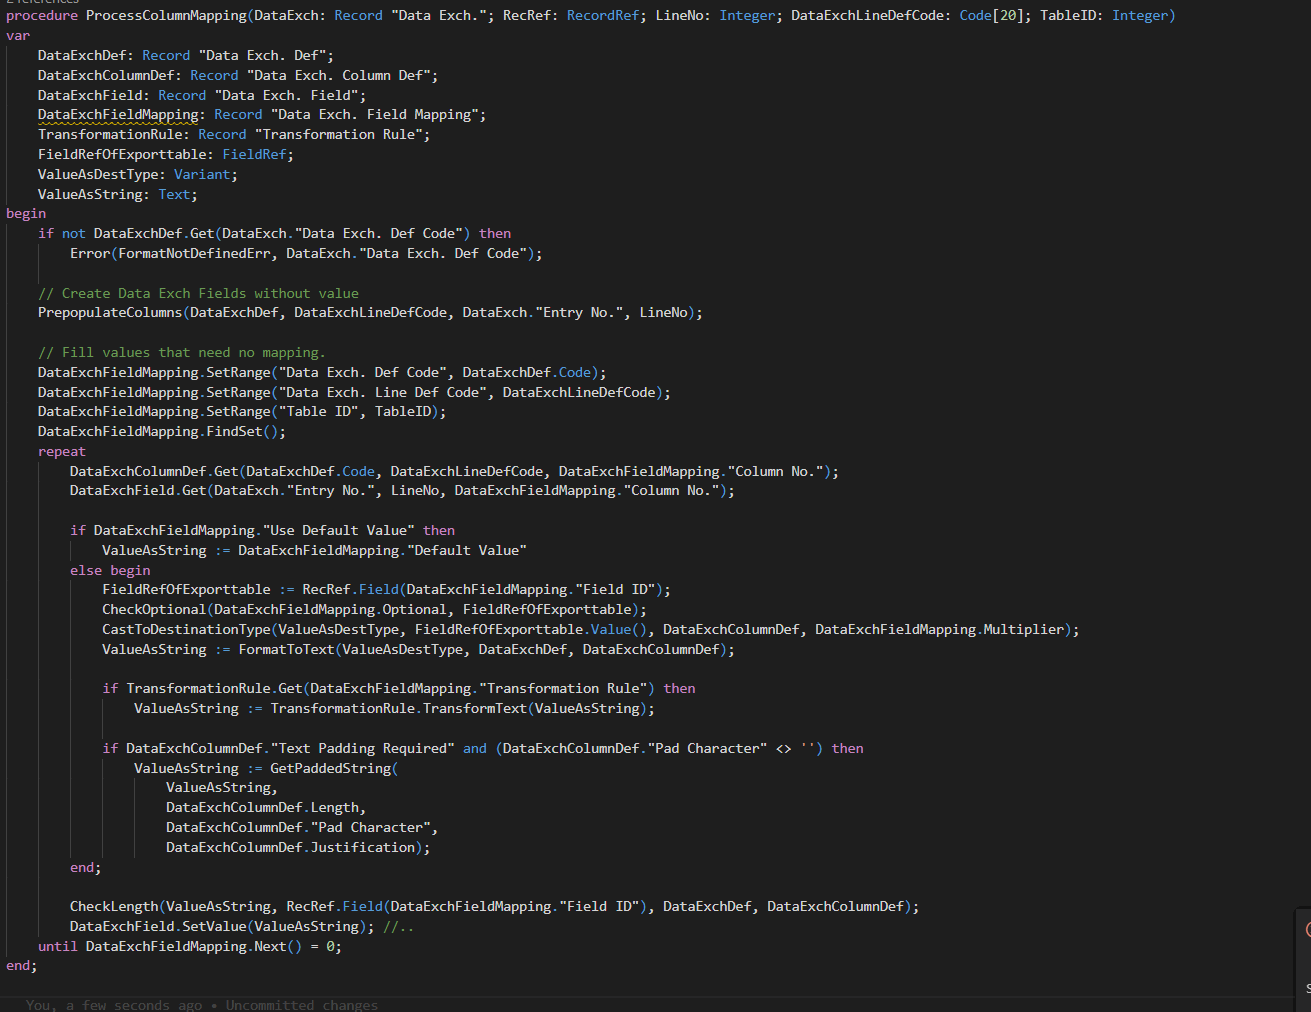 2 references
procedure ProcessColumnMapping(DataExch: Record "Data Exch."; RecRef: RecordRef; LineNo: Integer; DataExchLineDefCode: Code[20]; TableID: Integer)
var
    DataExchDef: Record "Data Exch. Def";
    DataExchColumnDef: Record "Data Exch. Column Def";
    DataExchField: Record "Data Exch. Field";
    DataExchFieldMapping: Record "Data Exch. Field Mapping";
    TransformationRule: Record "Transformation Rule";
    FieldRefOfExporttable: FieldRef;
    ValueAsDestType: Variant;
    ValueAsString: Text;
begin
    if not DataExchDef.Get(DataExch."Data Exch. Def Code") then
        Error(FormatNotDefinedErr, DataExch."Data Exch. Def Code");

    // Create Data Exch Fields without value
    PrepopulateColumns(DataExchDef, DataExchLineDefCode, DataExch."Entry No.", LineNo);

    // Fill values that need no mapping.
    DataExchFieldMapping.SetRange("Data Exch. Def Code", DataExchDef.Code);
    DataExchFieldMapping.SetRange("Data Exch. Line Def Code", DataExchLineDefCode);
    DataExchFieldMapping.SetRange("Table ID", TableID);
    DataExchFieldMapping.FindSet();
    repeat
        DataExchColumnDef.Get(DataExchDef.Code, DataExchLineDefCode, DataExchFieldMapping."Column No.");
        DataExchField.Get(DataExch."Entry No.", LineNo, DataExchFieldMapping."Column No.");

        if DataExchFieldMapping."Use Default Value" then
            ValueAsString := DataExchFieldMapping."Default Value"
        else begin
            FieldRefOfExporttable := RecRef.Field(DataExchFieldMapping."Field ID");
            CheckOptional(DataExchFieldMapping.Optional, FieldRefOfExporttable);
            CastToDestinationType(ValueAsDestType, FieldRefOfExporttable.Value(), DataExchColumnDef, DataExchFieldMapping.Multiplier);
            ValueAsString := FormatToText(ValueAsDestType, DataExchDef, DataExchColumnDef);

            if TransformationRule.Get(DataExchFieldMapping."Transformation Rule") then
                ValueAsString := TransformationRule.TransformText(ValueAsString);

            if DataExchColumnDef."Text Padding Required" and (DataExchColumnDef."Pad Character" <> '') then
                ValueAsString := GetPaddedString(
                    ValueAsString,
                    DataExchColumnDef.Length,
                    DataExchColumnDef."Pad Character",
                    DataExchColumnDef.Justification);
        end;

        CheckLength(ValueAsString, RecRef.Field(DataExchFieldMapping."Field ID"), DataExchDef, DataExchColumnDef);
        DataExchField.SetValue(ValueAsString); //..
    until DataExchFieldMapping.Next() = 0;
end;
You, a few seconds ago • Uncommitted changes